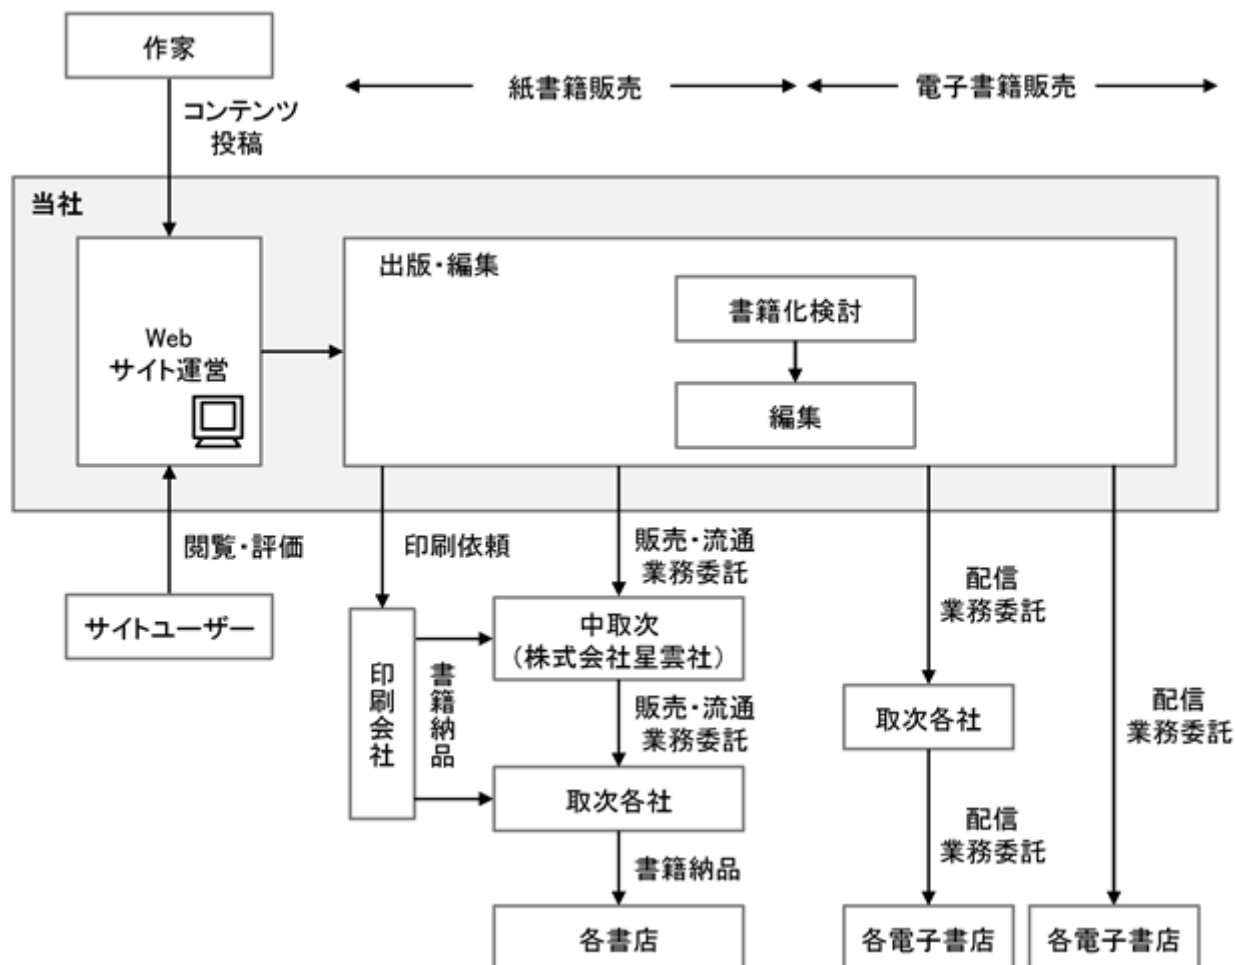 作家
紙書籍販売
電子書籍販売
コンテンツ
投稿
当社
出版・編集
書籍化検討
Web
サイト運営
編集
閲覧・評価
印刷依頼
販売・流通
業務委託
配信
業務委託
サイトユーザー
中取次
（株式会社星雲社）
印刷会社
書籍納品
販売・流通
業務委託
取次各社
配信
業務委託
取次各社
配信
業務委託
書籍納品
各書店
各電子書店
各電子書店